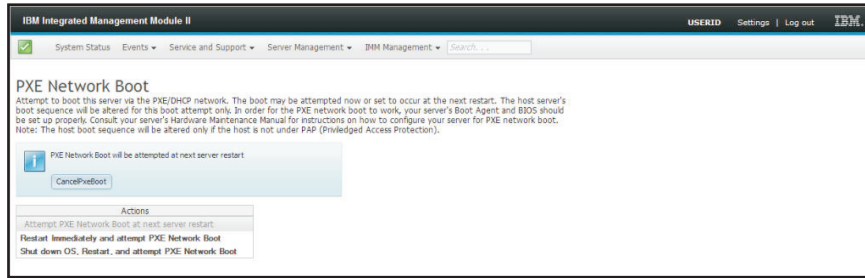 IBM Integrated Management Module II
USERID Settings | Log out IBM.
System Status Events Service and Support Server Management IMM Management Search...
PXE Network Boot
Attempt to boot this server via the PXE/DHCP network. The boot may be attempted now or set to occur at the next restart. The host server's
boot sequence will be altered for this boot attempt only. In order for the PXE network boot to work, your server's Boot Agent and BIOS should
be set up properly. Consult your server's Hardware Maintenance Manual for instructions on how to configure your server for PXE network boot.
Note: The host boot sequence will be altered only if the host is not under PAP (Priviledged Access Protection).
i
PXE Network Boot will be attempted at next server restart
CancelPxeBoot
Actions
Attempt PXE Network Boot at next server restart
Restart Immediately and attempt PXE Network Boot
Shut down OS, Restart, and attempt PXE Network Boot